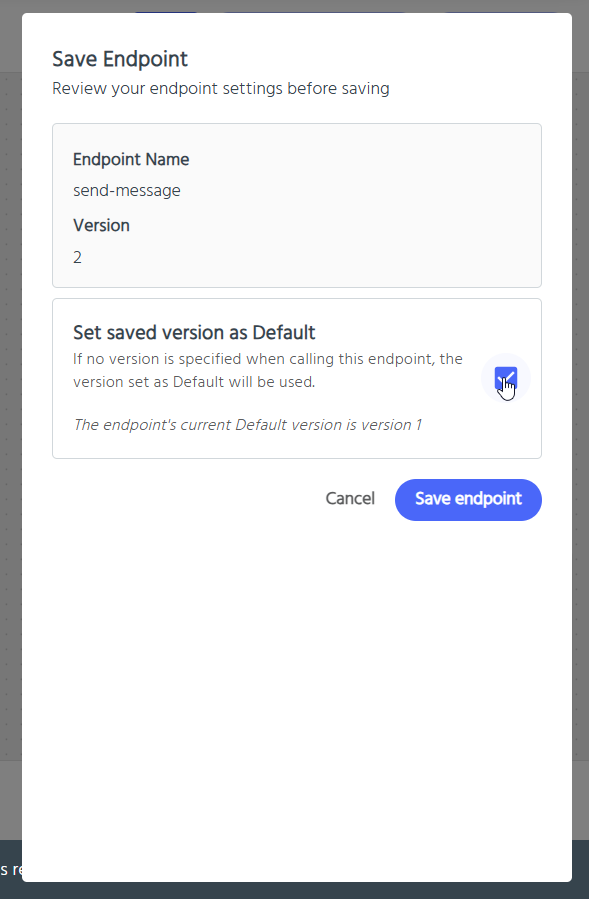 Save Endpoint
Review your endpoint settings before saving
Endpoint Name
send-message
Version
2
Set saved version as Default
If no version is specified when calling this endpoint, the
version set as Default will be used.
The endpoint's current Default version is version 1
Cancel
Save endpoint